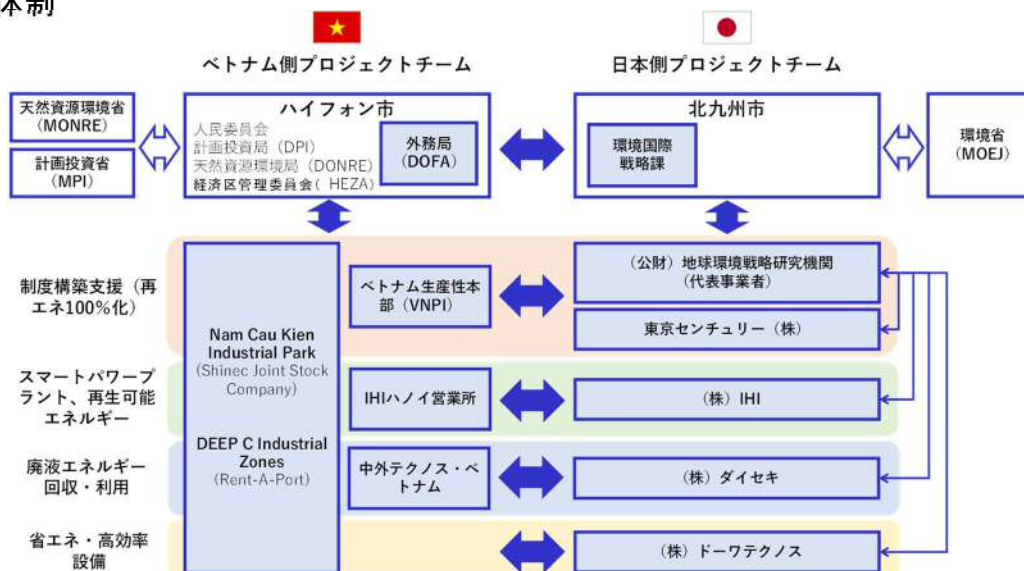 体制
ベトナム側プロジェクトチーム
日本側プロジェクトチーム
天然資源環境省
(MONRE)
計画投資省
(MPI)
ハイフォン市
人民委員会
計画投資局(DPI)
天然資源環境局(DONRE)
経済区管理委員会( HEZA)
外務局
(DOFA)
北九州市
環境国際
戦略課
環境省
(MOEJ)
制度構築支援(再
エネ100%化)
Nam Cau Kien
Industrial Park
(Shinec Joint Stock
Company)
DEEP C Industrial
Zones
(Rent-A-Port)
ベトナム生産性本
部(VNPI)
(公財)地球環境戦略研究機関
(代表事業者)
東京センチュリー(株)
スマートパワープ
ラント、再生可能
エネルギー
IHIハノイ営業所
(株)IHI
廃液エネルギー
回収・利用
中外テクノス・ベ
トナム
(株)ダイセキ
省エネ・高効率
設備
(株)ドーワテクノス